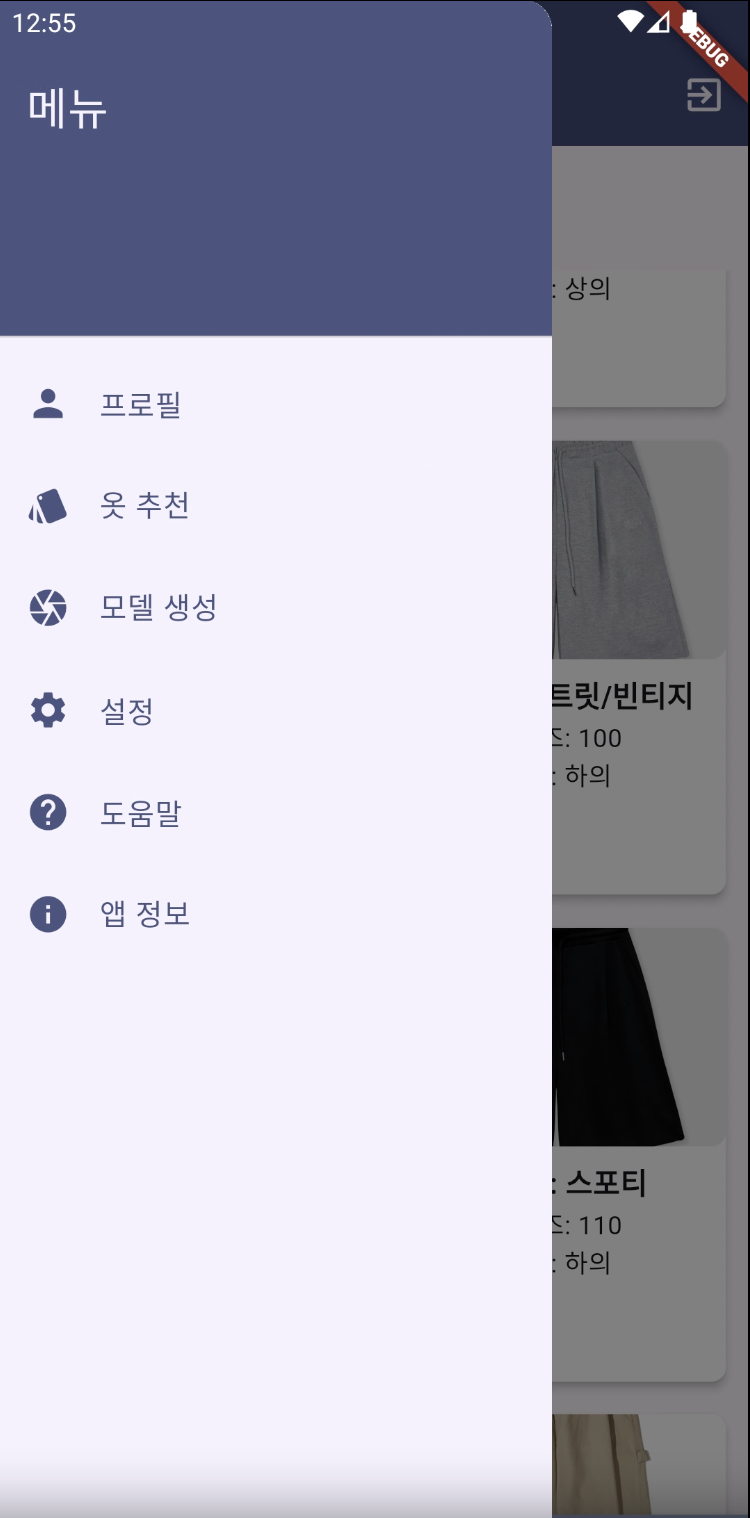 12:55
메뉴
프로필
옷 추천
모델 생성
설정
도움말
앱 정보
: 상의
트릿/빈티지
즈: 100
: 하의
: 스포티
즈: 110
: 하의